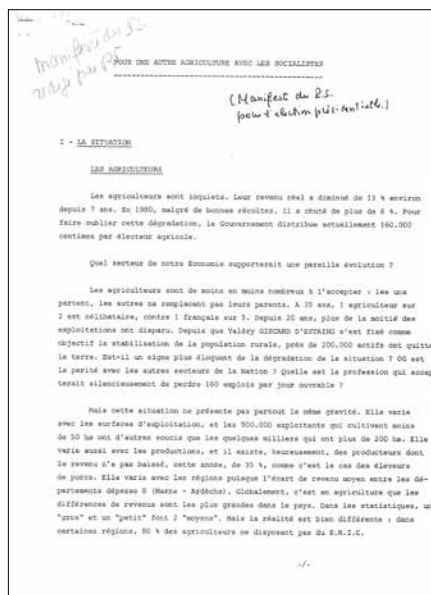 Manifest du P.S.
rédigé par
POUR UNE AUTRE AGRICULTURE AVEC LES SOCIALISTES
(Manifeste du P.S.
pour l'élection présidentielle.)
I - LA SITUATION
LES AGRICULTEURS
Les agriculteurs sont inquiets. Leur revenu réel a diminué de 13 % environ
depuis 7 ans. En 1980, malgré de bonnes récoltes, il a chuté de plus de 6 %. Pour
faire oublier cette dégradation, le Gouvernement distribue actuellement 160.000
centimes par électeur agricole.
Quel secteur de notre Economie supporterait une pareille évolution ?
Les agriculteurs sont de moins en moins nombreux à l'accepter : les uns
partent, les autres ne remplacent pas leurs parents. A 35 ans, 1 agriculteur sur
2 est célibataire, contre 1 français sur 5. Depuis 20 ans, plus de la moitié des
exploitations ont disparu. Depuis que Valéry GISCARD D'ESTAING s'est fixé comme
objectif la stabilisation de la population rurale, près de 200.000 actifs ont quitté
la terre. Est-il un signe plus éloquent de la dégradation de la situation ? Où est
la parité avec les autres secteurs de la Nation ? Quelle est la profession qui accep
terait silencieusement de perdre 160 emplois par jour ouvrable ?
Mais cette situation ne présente pas partout la même gravité. Elle varie
avec les surfaces d'exploitation, et les 900.000 exploitants qui cultivent moins
de 50 ha ont d'autres soucis que les quelques milliers qui ont plus de 200 ha. Elle
varie aussi avec les productions, et il existe, heureusement, des producteurs dont
le revenu n'a pas baissé, cette année, de 35 %, comme c'est le cas des éleveurs
de porcs. Elle varie avec les régions puisque l'écart de revenu moyen entre les dé-
partements dépasse 8 (Marne - Ardèche). Globalement, c'est en agriculture que les
différences de revenus sont les plus grandes dans le pays. Dans les statistiques, un
"gros" et un "petit" font 2 "moyens". Mais la réalité est bien différente : dans
certaines régions, 80 % des agriculteurs ne disposent pas du S.M.I.C.
-/-